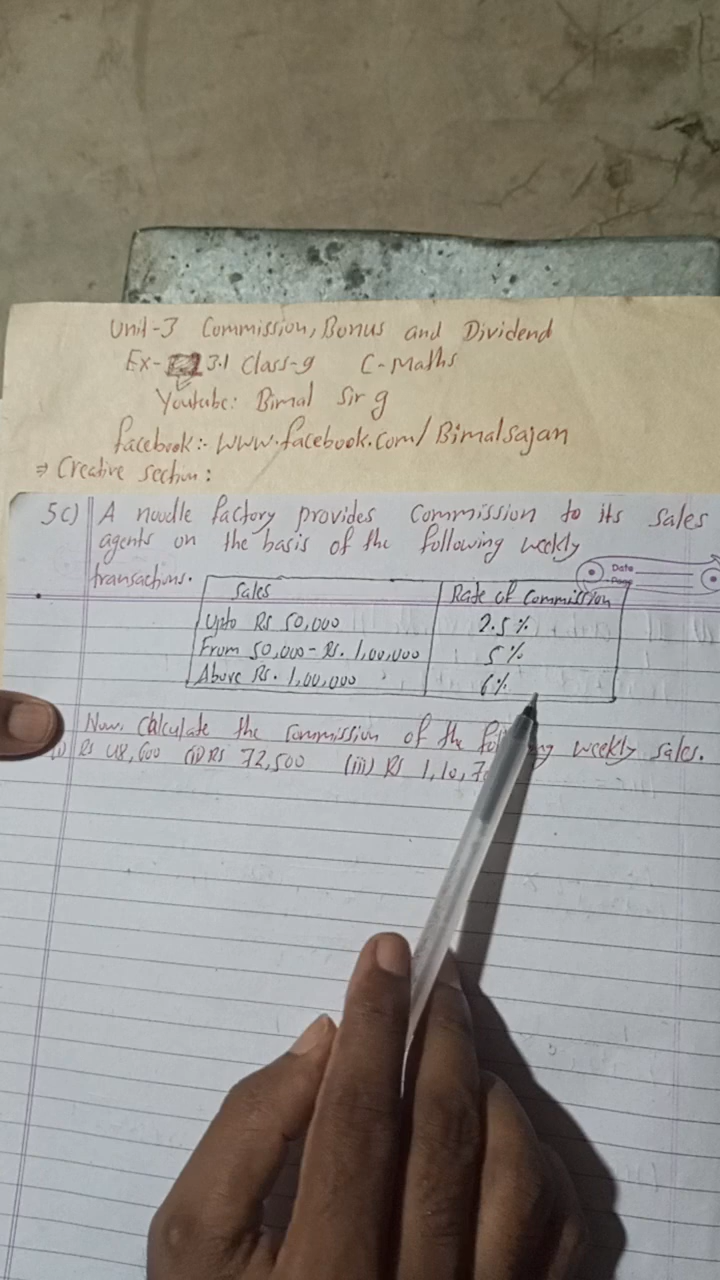 Unit-3 Commission, Bonus and Dividend
Ex- 3.1 Class-9 C-Maths
Youtube: Bimal Sir g
facebook:- www.facebook.com/Bimalsajan
⇒ Creative section:
5c) A noudle factory provides Commission to its sales
agents on the basis of the following weekly
Date
Page
transactions.
Sales Rate of Commission
Upto Rs 50,000 2.5%
From 50,000 - Rs. 1,00,000 5%
Above Rs. 1,00,000 6%
Now, Calculate the Commission of the weekly sales.
(i) Rs 48,600 (ii) Rs 72,500 (iii) Rs 1,10,7